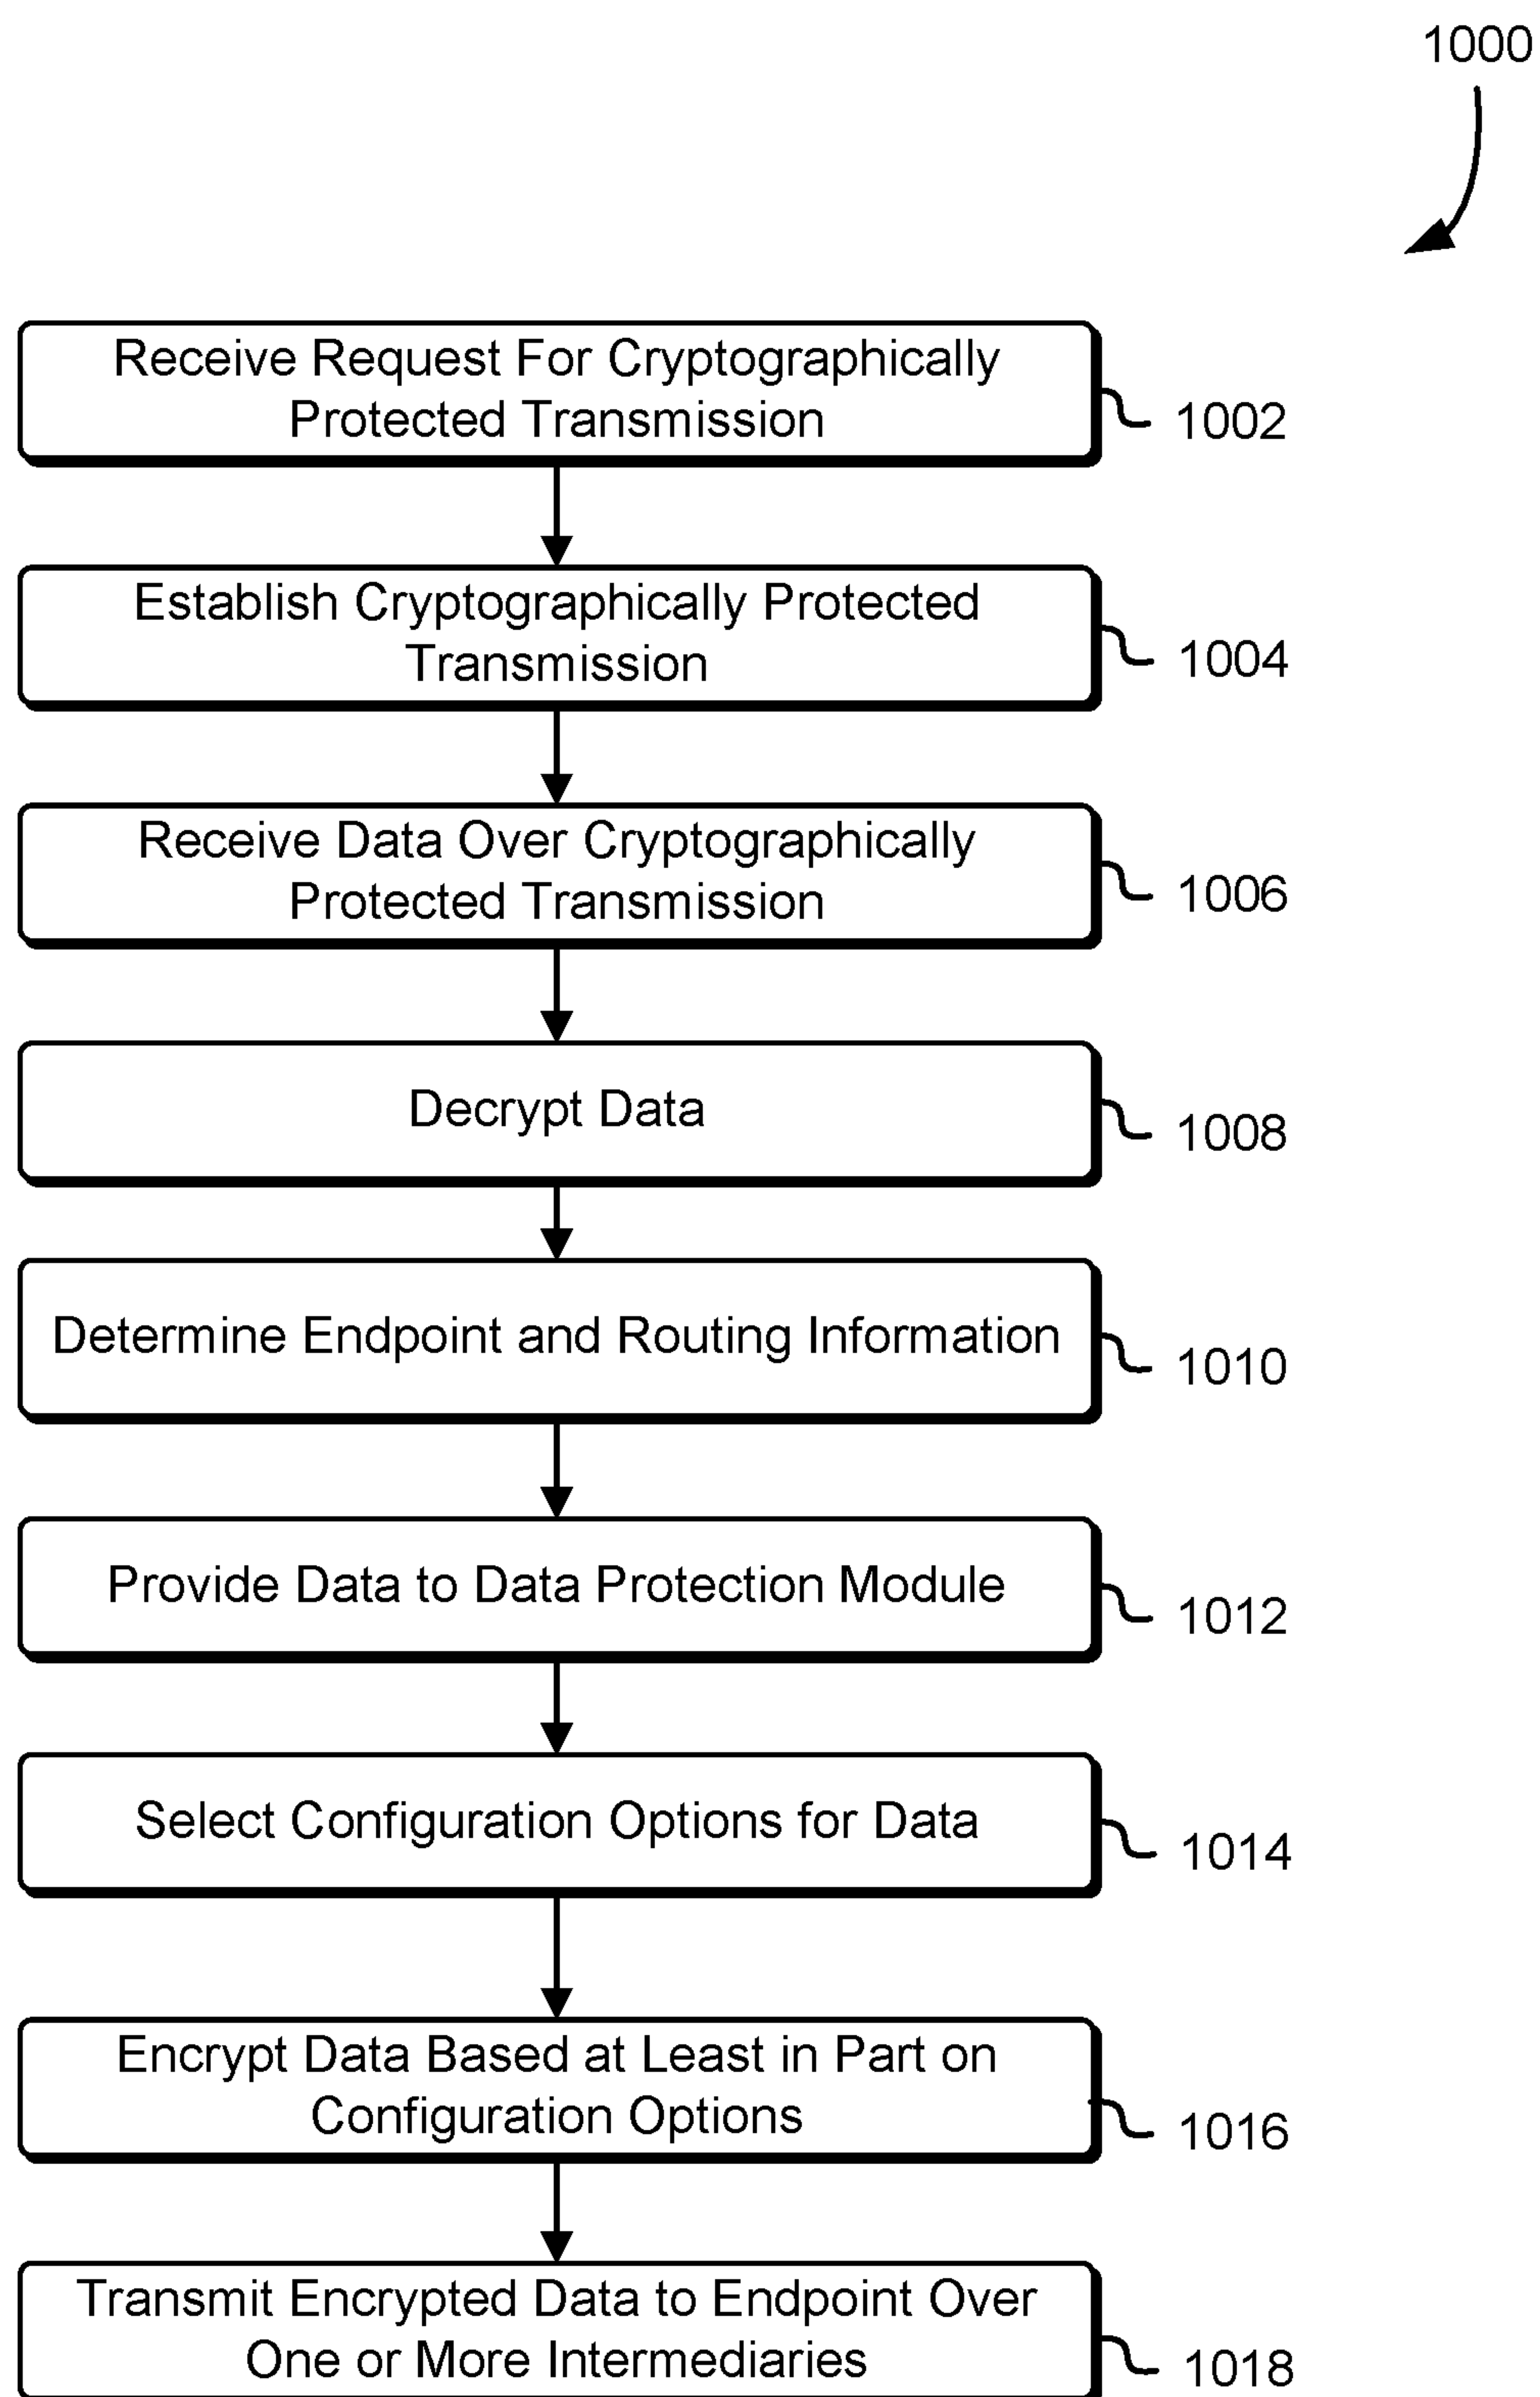 1000
Receive Request For Cryptographically
Protected Transmission
1002
Establish Cryptographically Protected
Transmission
1004
Receive Data Over Cryptographically
Protected Transmission
1006
Decrypt Data
1008
Determine Endpoint and Routing Information
1010
Provide Data to Data Protection Module
1012
Select Configuration Options for Data
1014
Encrypt Data Based at Least in Part on
Configuration Options
1016
Transmit Encrypted Data to Endpoint Over
One or More Intermediaries
1018